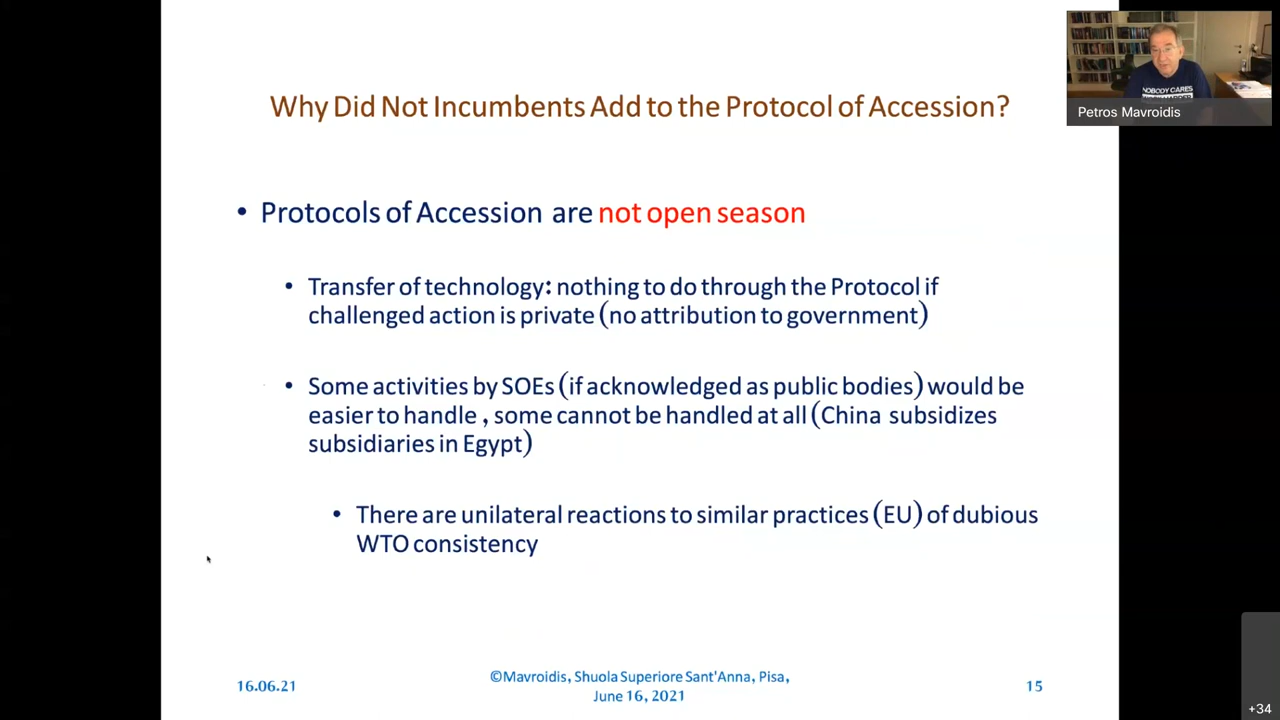 Why Did Not Incumbents Add to the Protocol of Accession?
NOBODY CARES
Petros Mavroidis
• Protocols of Accession are not open season
• Transfer of technology: nothing to do through the Protocol if
challenged action is private (no attribution to government)
• Some activities by SOEs (if acknowledged as public bodies) would be
easier to handle , some cannot be handled at all (China subsidizes
subsidiaries in Egypt)
• There are unilateral reactions to similar practices (EU) of dubious
WTO consistency
16.06.21
©Mavroidis, Shuola Superiore Sant'Anna, Pisa,
June 16, 2021
15
+34